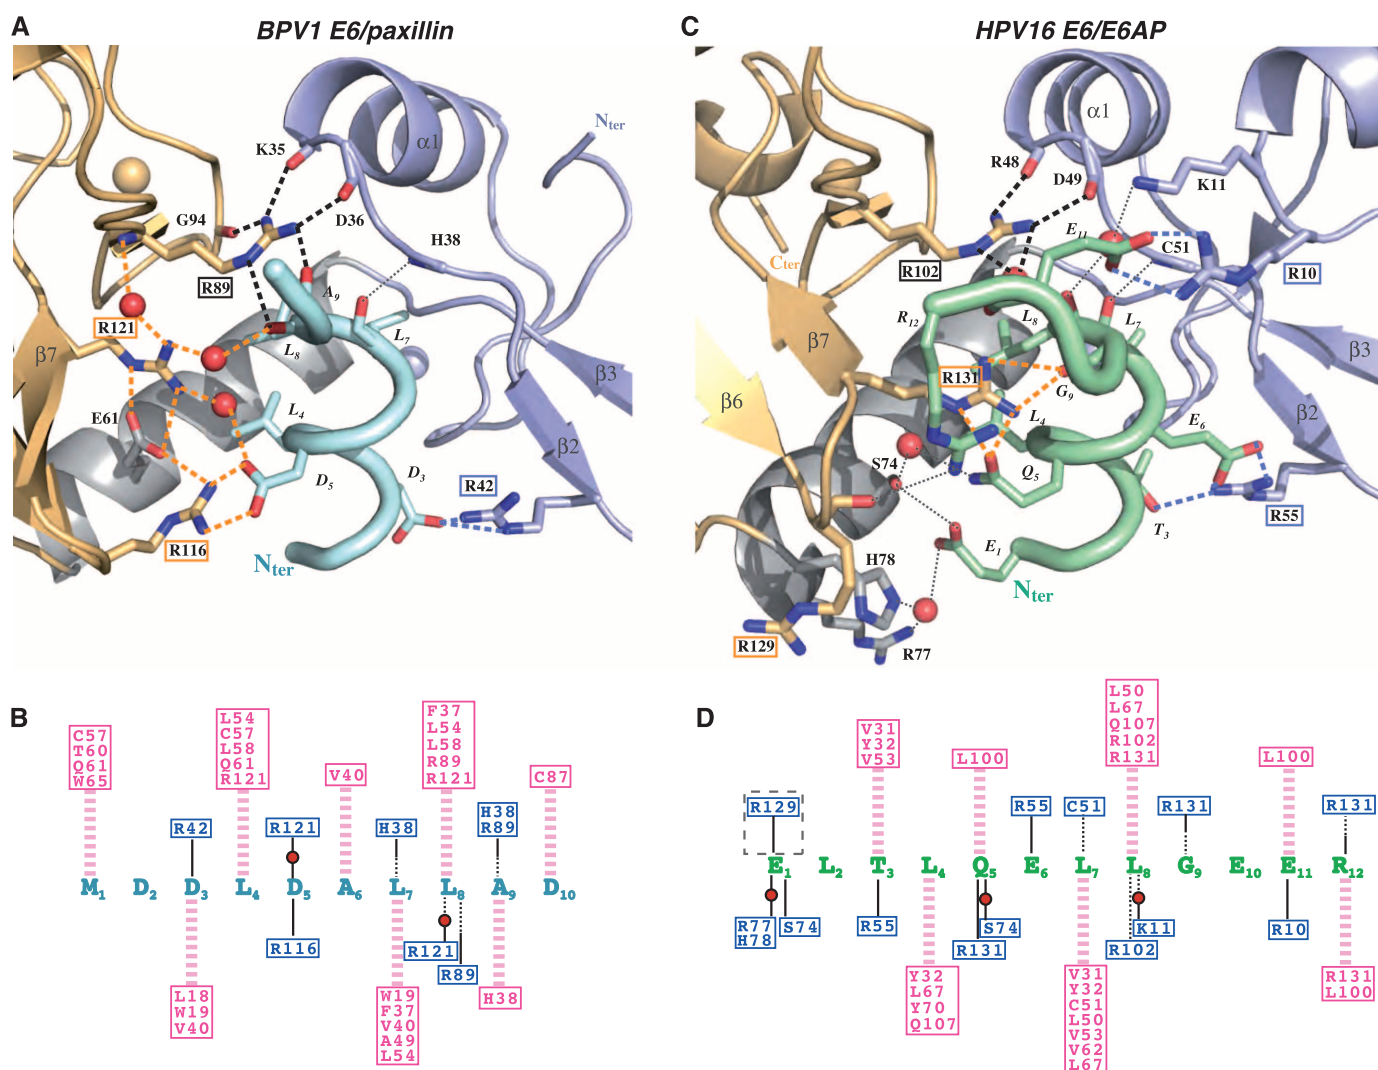 A
BPV1 E6/paxillin
K35
α1
Nter
G94
D36
H38
R89
A9
R121
L7
L8
β7
β3
E61
L4
β2
D5
D3
R42
R116
Nter
C
HPV16 E6/E6AP
α1
R48
D49
K11
E11
C51
Cter
R102
R10
R12
L8
L7
β7
β3
R131
G9
β6
L4
E6
β2
S74
Q5
R55
T3
E1
H78
Nter
R129
R77
B
C57
T60
Q61
W65
L54
C57
L58
Q61
R121
V40
F37
L54
L58
R89
R121
C87
R42
R121
H38
H38
R89
M1 D2 D3 L4 D5 A6 L7 L8 A9 D10
R116
R121
R89
L18
W19
V40
W19
F37
V40
A49
L54
H38
D
V31
Y32
V53
L100
L50
L67
Q107
R102
R131
L100
R129
R55
C51
R131
R131
E1 L2 T3 L4 Q5 E6 L7 L8 G9 E10 E11 R12
R77
H78
S74
R55
S74
R131
K11
R102
R10
Y32
L67
Y70
Q107
V31
Y32
C51
L50
V53
V62
L67
R131
L100